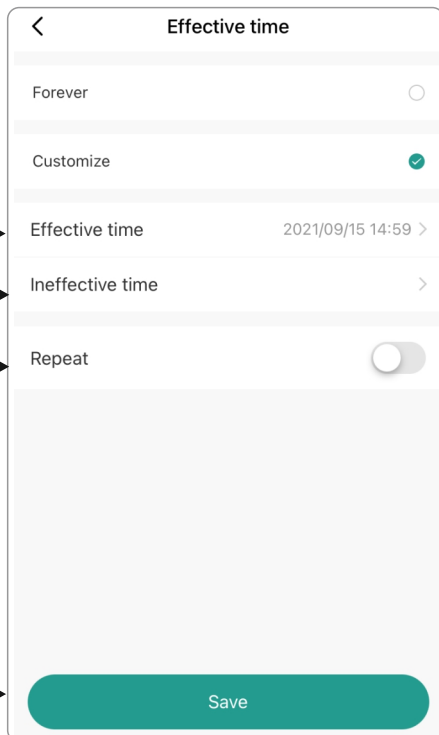 Effective time
Forever
Customize
Effective time 2021/09/15 14:59
Ineffective time
Repeat
Save